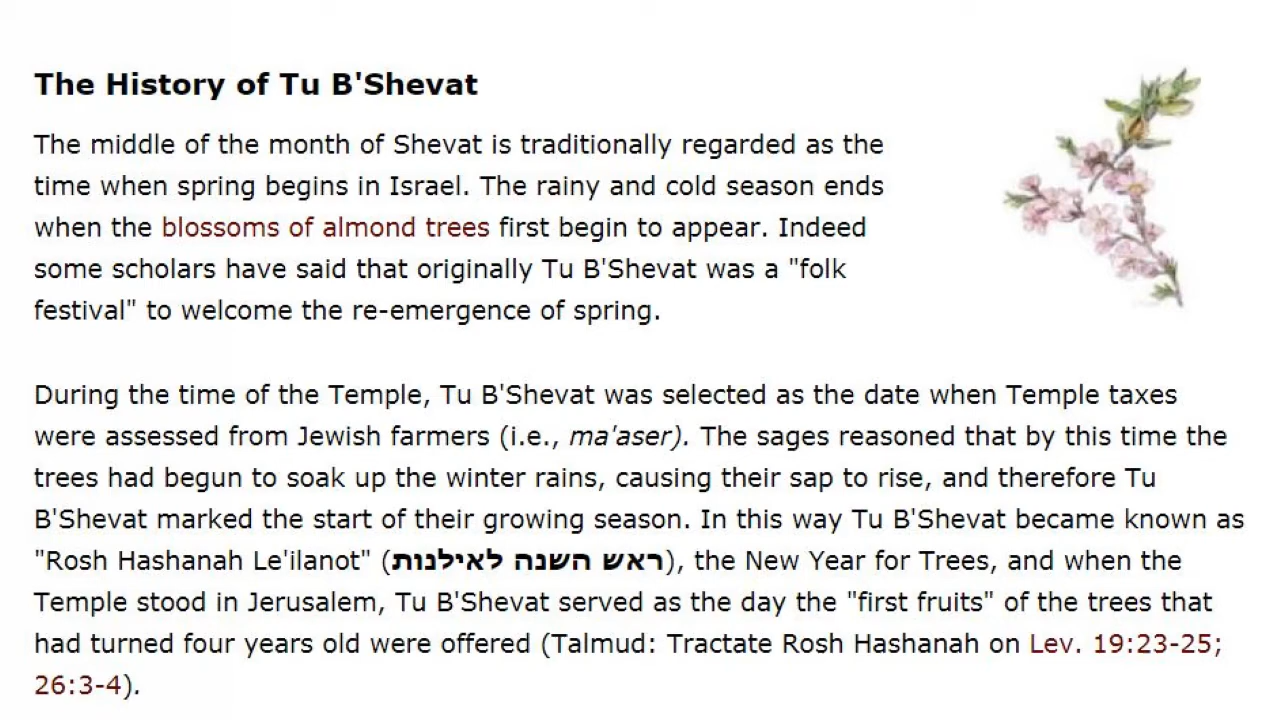 The History of Tu B'Shevat
The middle of the month of Shevat is traditionally regarded as the
time when spring begins in Israel. The rainy and cold season ends
when the blossoms of almond trees first begin to appear. Indeed
some scholars have said that originally Tu B'Shevat was a "folk
festival" to welcome the re-emergence of spring.
During the time of the Temple, Tu B'Shevat was selected as the date when Temple taxes
were assessed from Jewish farmers (i.e., ma'aser). The sages reasoned that by this time the
trees had begun to soak up the winter rains, causing their sap to rise, and therefore Tu
B'Shevat marked the start of their growing season. In this way Tu B'Shevat became known as
"Rosh Hashanah Le'ilanot" (ראש השנה לאילנות), the New Year for Trees, and when the
Temple stood in Jerusalem, Tu B'Shevat served as the day the "first fruits" of the trees that
had turned four years old were offered (Talmud: Tractate Rosh Hashanah on Lev. 19:23-25;
26:3-4).